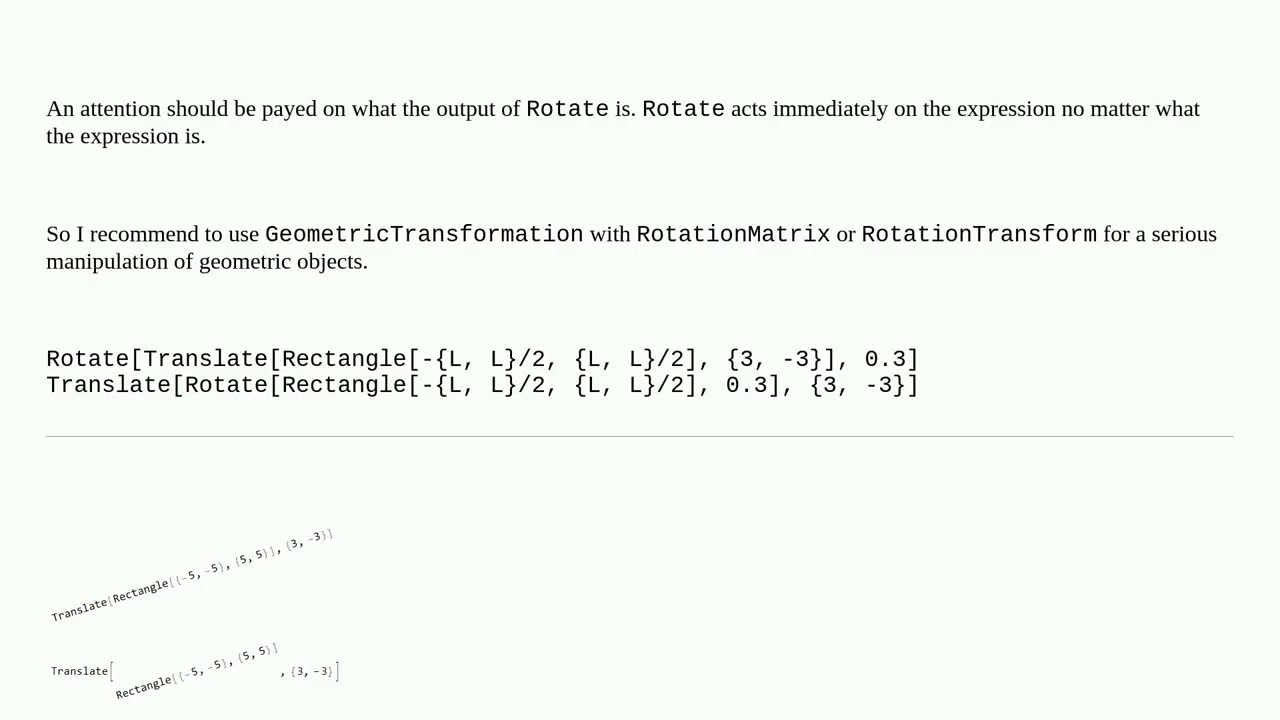 An attention should be payed on what the output of Rotate is. Rotate acts immediately on the expression no matter what
the expression is.
So I recommend to use GeometricTransformation with RotationMatrix or RotationTransform for a serious
manipulation of geometric objects.
Rotate[Translate[Rectangle[-{L, L}/2, {L, L}/2], {3, -3}], 0.3]
Translate[Rotate[Rectangle[-{L, L}/2, {L, L}/2], 0.3], {3, -3}]
Translate[Rectangle[{-5, -5}, {5, 5}], {3, -3}]
Translate[Rectangle[{-5, -5}, {5, 5}], {3, -3}]